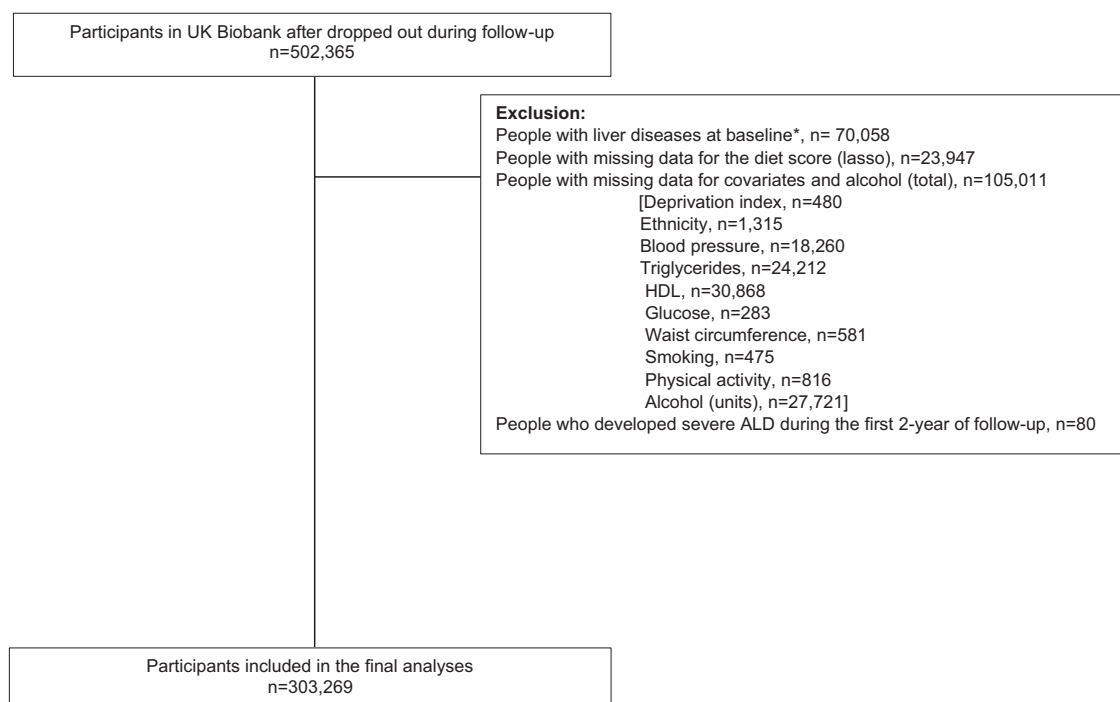 Participants in UK Biobank after dropped out during follow-up
n=502,365
Exclusion:
People with liver diseases at baseline*, n= 70,058
People with missing data for the diet score (lasso), n=23,947
People with missing data for covariates and alcohol (total), n=105,011
[Deprivation index, n=480
Ethnicity, n=1,315
Blood pressure, n=18,260
Triglycerides, n=24,212
HDL, n=30,868
Glucose, n=283
Waist circumference, n=581
Smoking, n=475
Physical activity, n=816
Alcohol (units), n=27,721]
People who developed severe ALD during the first 2-year of follow-up, n=80
Participants included in the final analyses
n=303,269